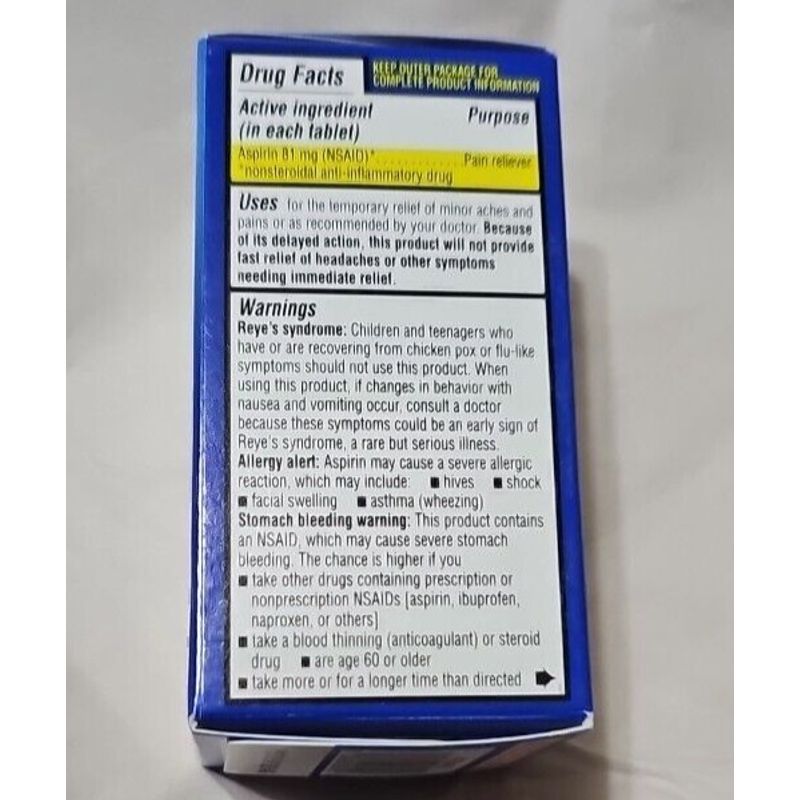 Drug Facts
KEEP OUTER PACKAGE FOR
COMPLETE PRODUCT INFORMATION
Active ingredient
(in each tablet)
Purpose
Aspirin 81 mg (NSAID)*.............Pain reliever
*nonsteroidal anti-inflammatory drug
Uses for the temporary relief of minor aches and
pains or as recommended by your doctor. Because
of its delayed action, this product will not provide
fast relief of headaches or other symptoms
needing immediate relief.
Warnings
Reye's syndrome: Children and teenagers who
have or are recovering from chicken pox or flu-like
symptoms should not use this product. When
using this product, if changes in behavior with
nausea and vomiting occur, consult a doctor
because these symptoms could be an early sign of
Reye's syndrome, a rare but serious illness.
Allergy alert: Aspirin may cause a severe allergic
reaction, which may include: ■ hives ■ shock
■ facial swelling ■ asthma (wheezing)
Stomach bleeding warning: This product contains
an NSAID, which may cause severe stomach
bleeding. The chance is higher if you
■ take other drugs containing prescription or
nonprescription NSAIDs [aspirin, ibuprofen,
naproxen, or others]
■ take a blood thinning (anticoagulant) or steroid
drug ■ are age 60 or older
■ take more or for a longer time than directed